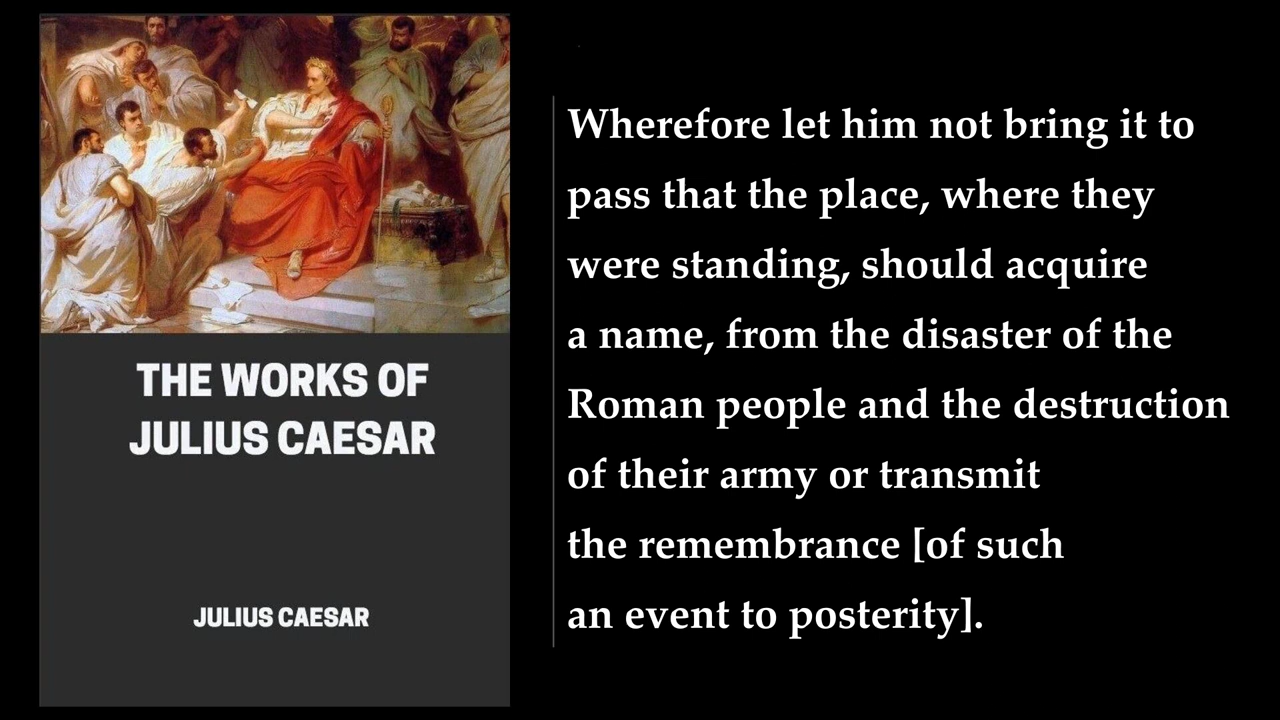 THE WORKS OF
JULIUS CAESAR
JULIUS CAESAR
Wherefore let him not bring it to
pass that the place, where they
were standing, should acquire
a name, from the disaster of the
Roman people and the destruction
of their army or transmit
the remembrance [of such
an event to posterity].